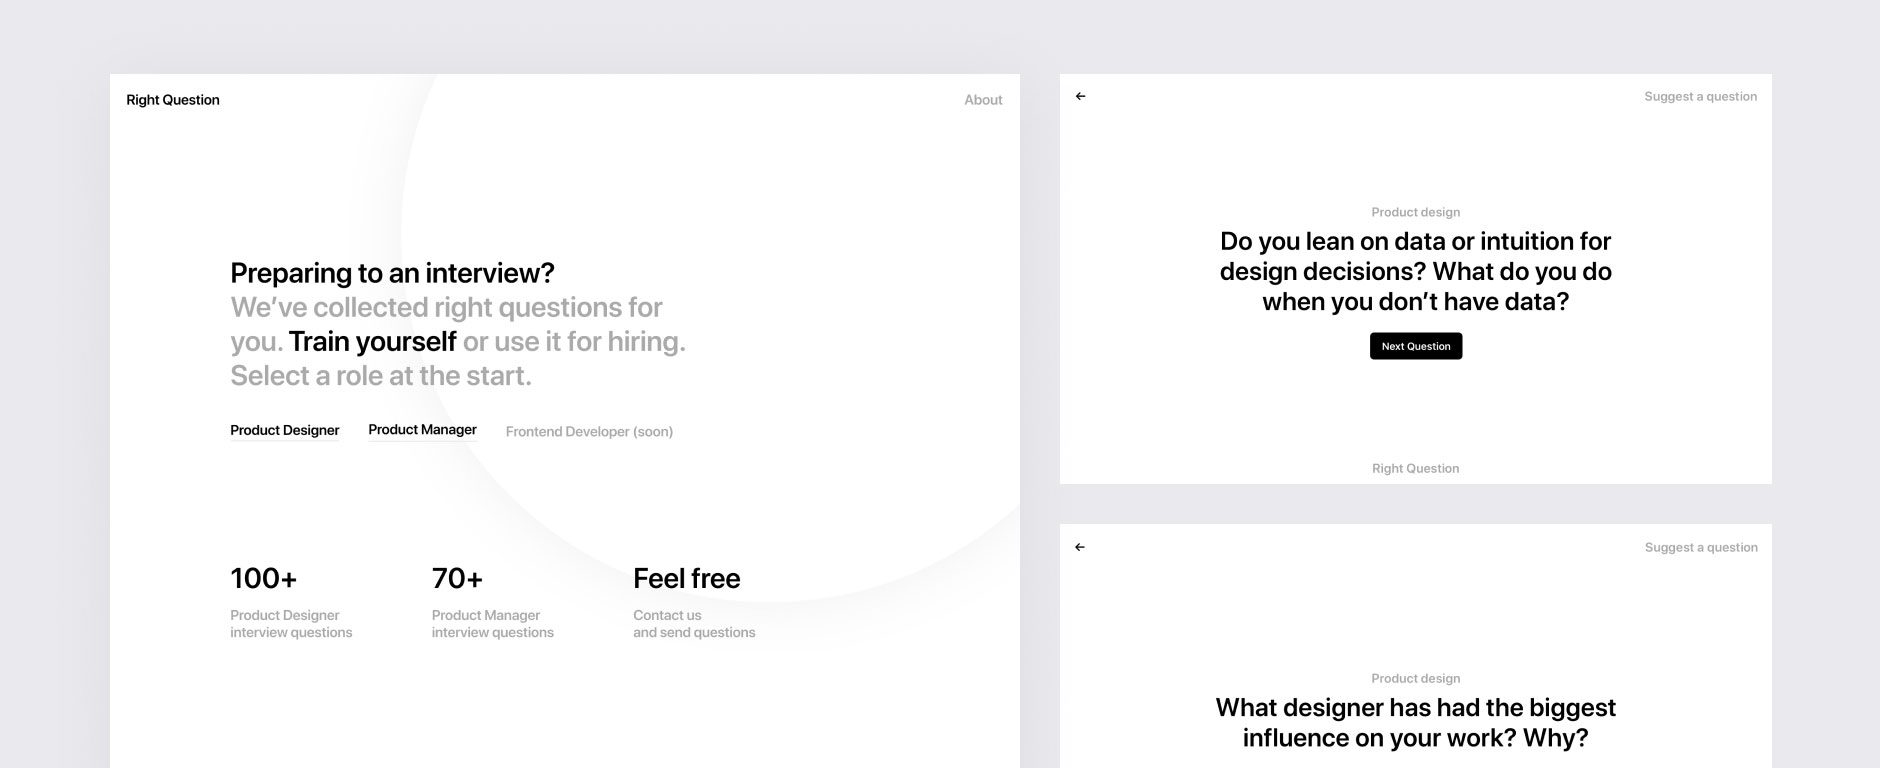 Right Question
About
Preparing to an interview?
We’ve collected right questions for
you. Train yourself or use it for hiring.
Select a role at the start.
Product Designer
Product Manager
Frontend Developer (soon)
100+
Product Designer
interview questions
70+
Product Manager
interview questions
Feel free
Contact us
and send questions
←
Suggest a question
Product design
Do you lean on data or intuition for
design decisions? What do you do
when you don’t have data?
Next Question
Right Question
←
Suggest a question
Product design
What designer has had the biggest
influence on your work? Why?